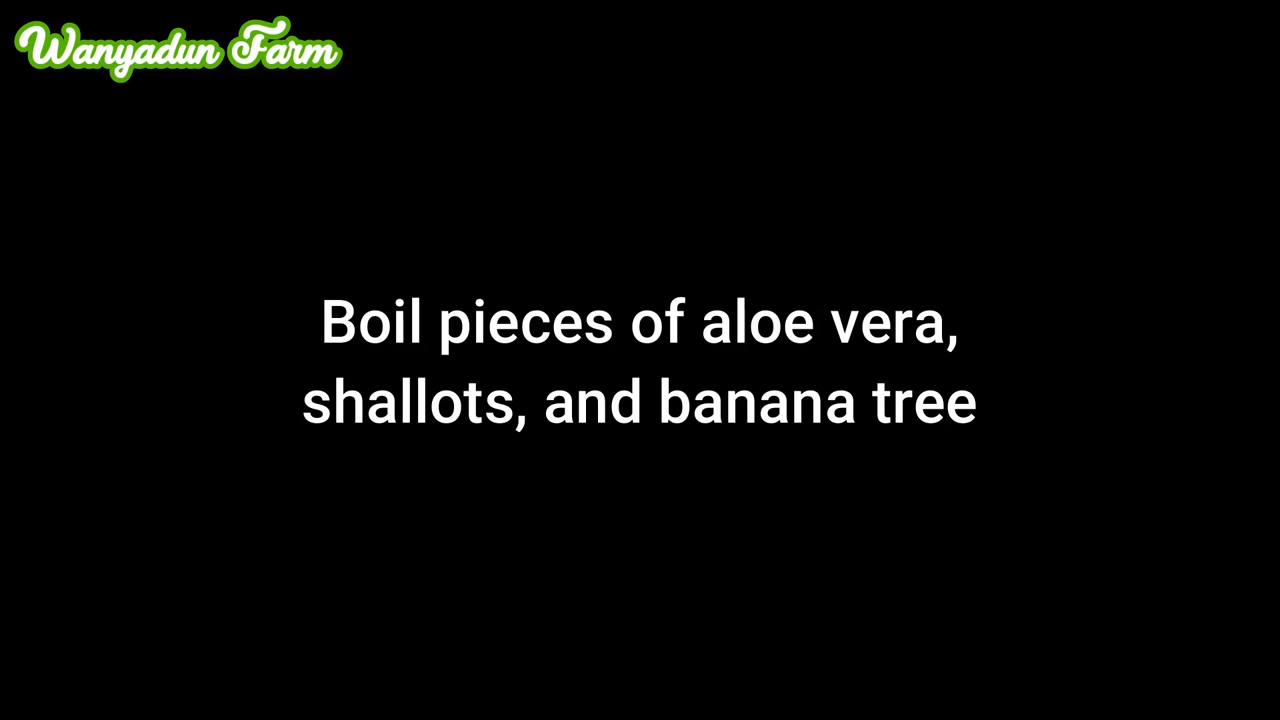 Wanyadun Farm
Boil pieces of aloe vera,
shallots, and banana tree